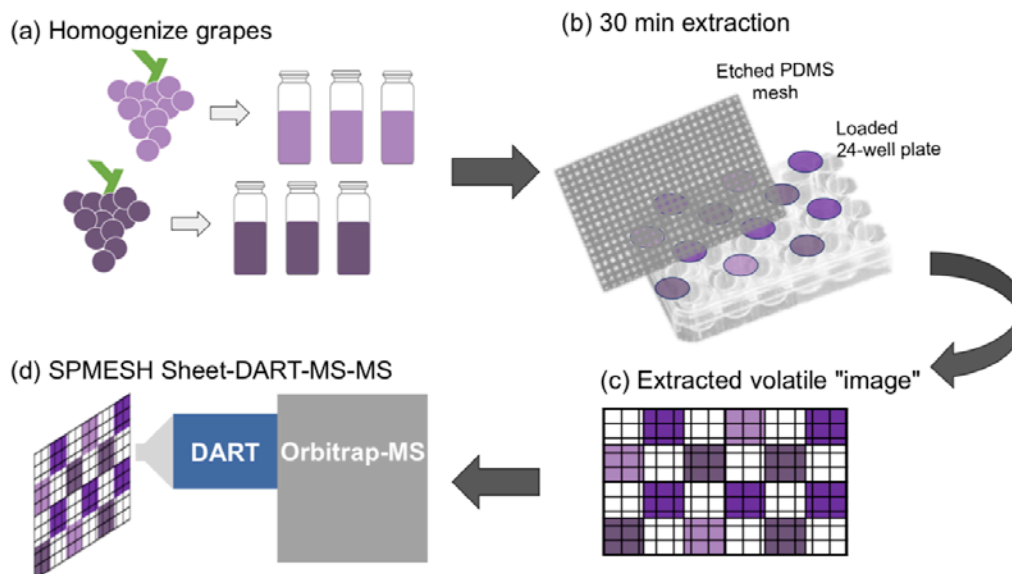 (a) Homogenize grapes
(b) 30 min extraction
Etched PDMS
mesh
Loaded
24-well plate
(d) SPMESH Sheet-DART-MS-MS
DART
Orbitrap-MS
(c) Extracted volatile "image"